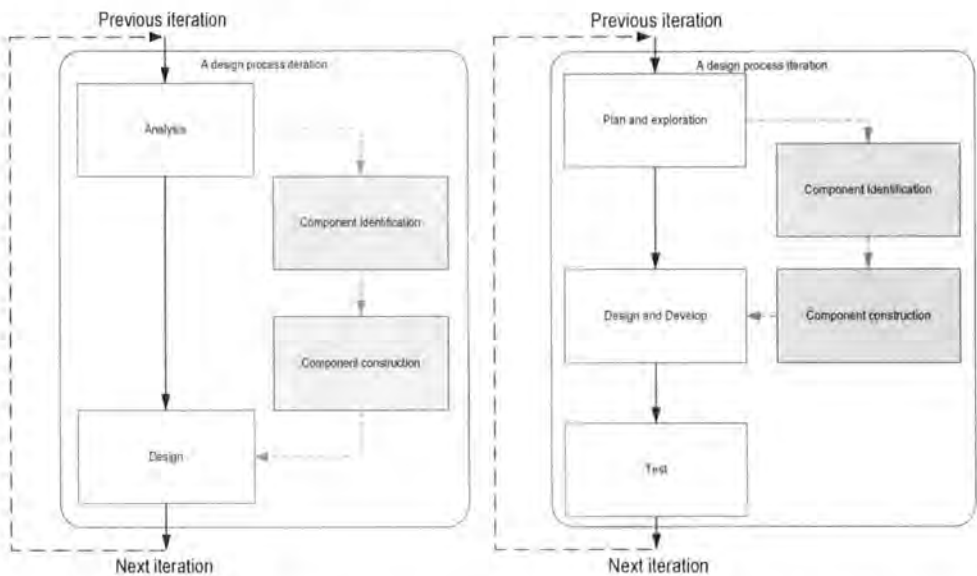 Previous iteration
A design process iteration
Analysis
Component Identification
Component construction
Design
Next iteration
Previous iteration
A design process iteration
Plan and exploration
Component Identification
Design and Develop
Component construction
Test
Next iteration